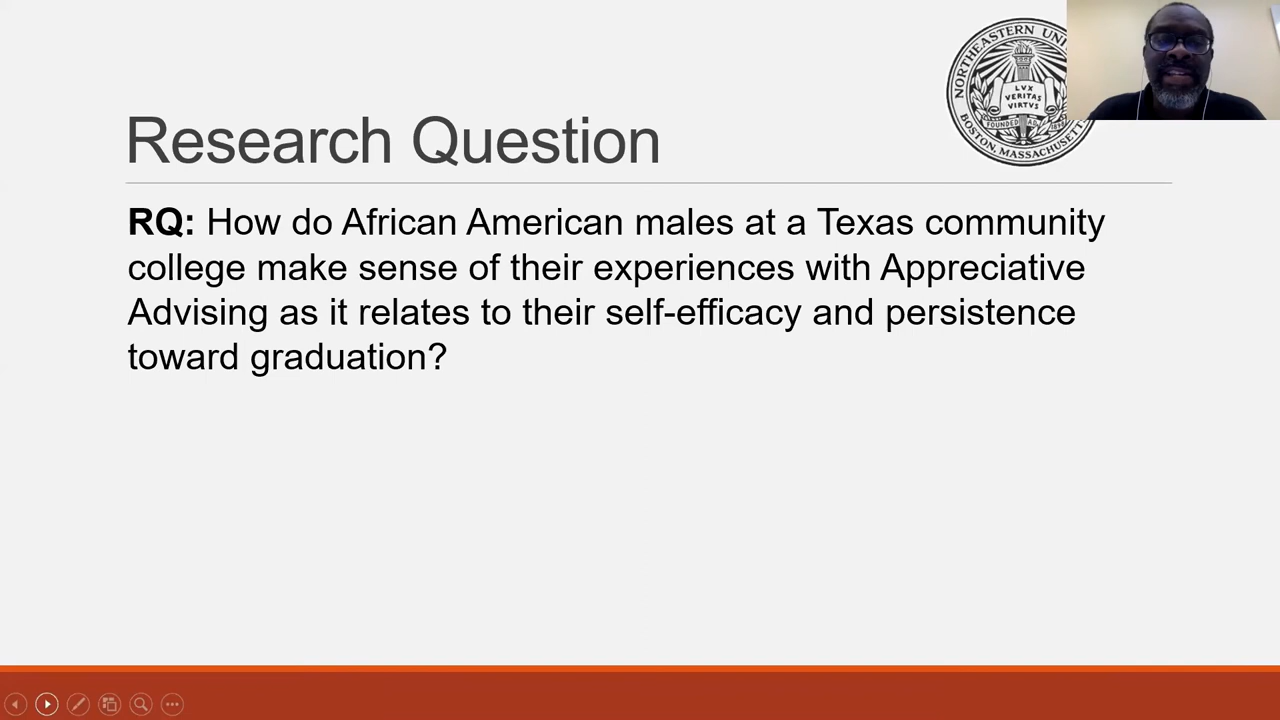 Research Question
RQ: How do African American males at a Texas community
college make sense of their experiences with Appreciative
Advising as it relates to their self-efficacy and persistence
toward graduation?
NORTHEASTERN UNI
LVX
VERITAS
VIRTVS
FOUNDED A.D.
BOSTON, MASSACHUSETT